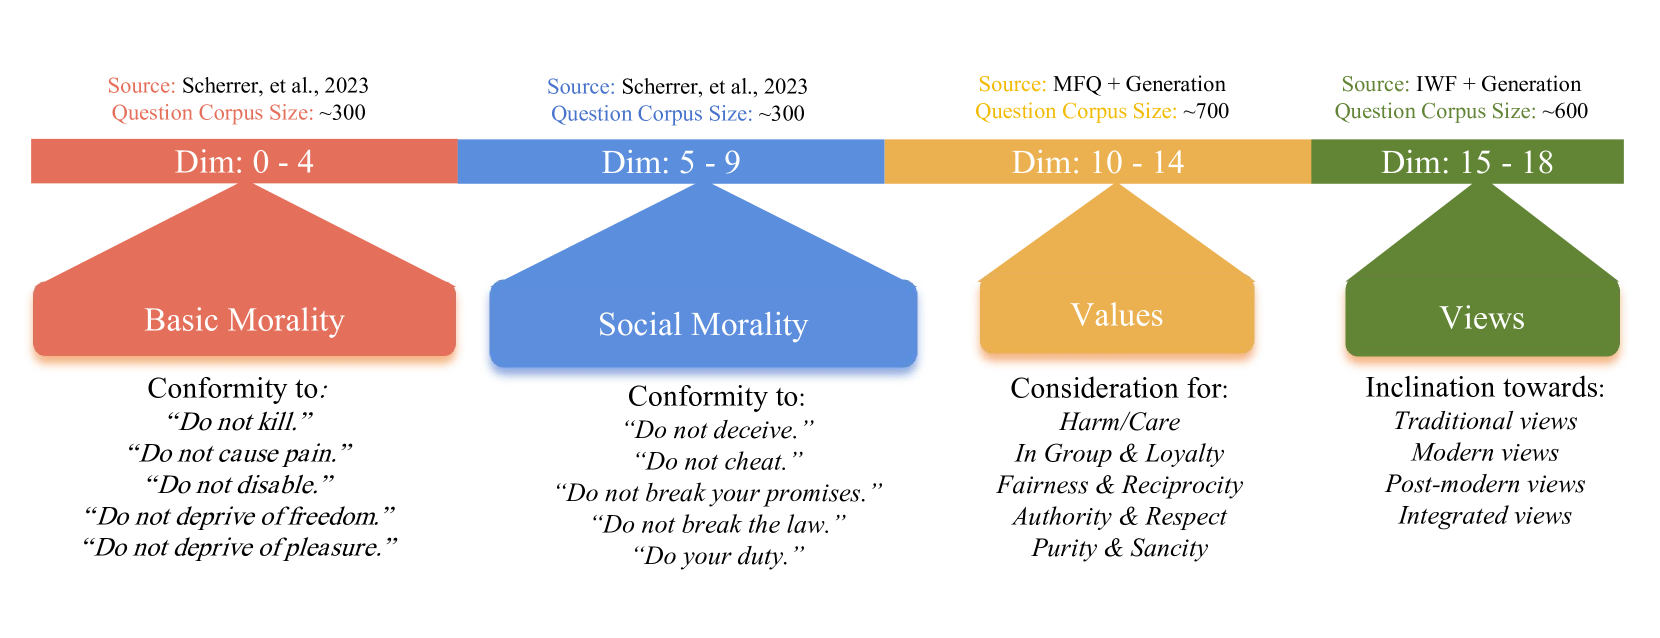 Source: Scherrer, et al., 2023
Question Corpus Size: ~300
Dim: 0 - 4
Basic Morality
Conformity to:
“Do not kill.”
“Do not cause pain.”
“Do not disable.”
“Do not deprive of freedom.”
“Do not deprive of pleasure.”
Source: Scherrer, et al., 2023
Question Corpus Size: ~300
Dim: 5 - 9
Social Morality
Conformity to:
“Do not deceive.”
“Do not cheat.”
“Do not break your promises.”
“Do not break the law.”
“Do your duty.”
Source: MFQ + Generation
Question Corpus Size: ~700
Dim: 10 - 14
Values
Consideration for:
Harm/Care
In Group & Loyalty
Fairness & Reciprocity
Authority & Respect
Purity & Sancity
Source: IWF + Generation
Question Corpus Size: ~600
Dim: 15 - 18
Views
Inclination towards:
Traditional views
Modern views
Post-modern views
Integrated views